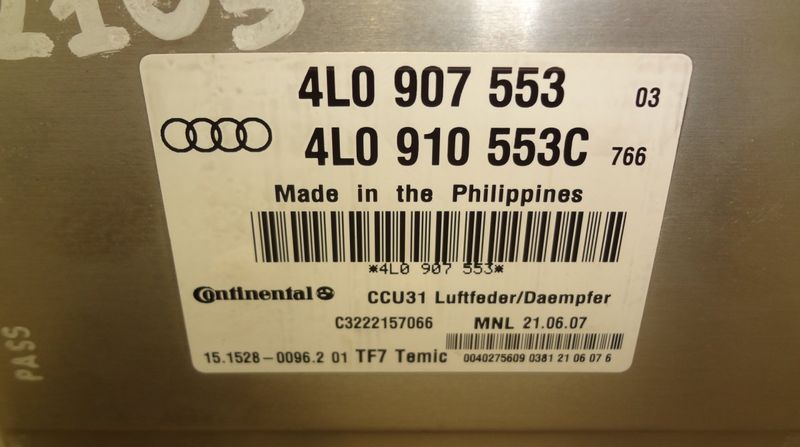 2105
4L0 907 553 03
4L0 910 553C 766
Made in the Philippines
*4L0 907 553*
Continental CCU31 Luftfeder/Daempfer
C3222157066 MNL 21.06.07
15.1528-0096.2 01 TF7 Temic 0040275609 0381 21 06 07 6
PASS